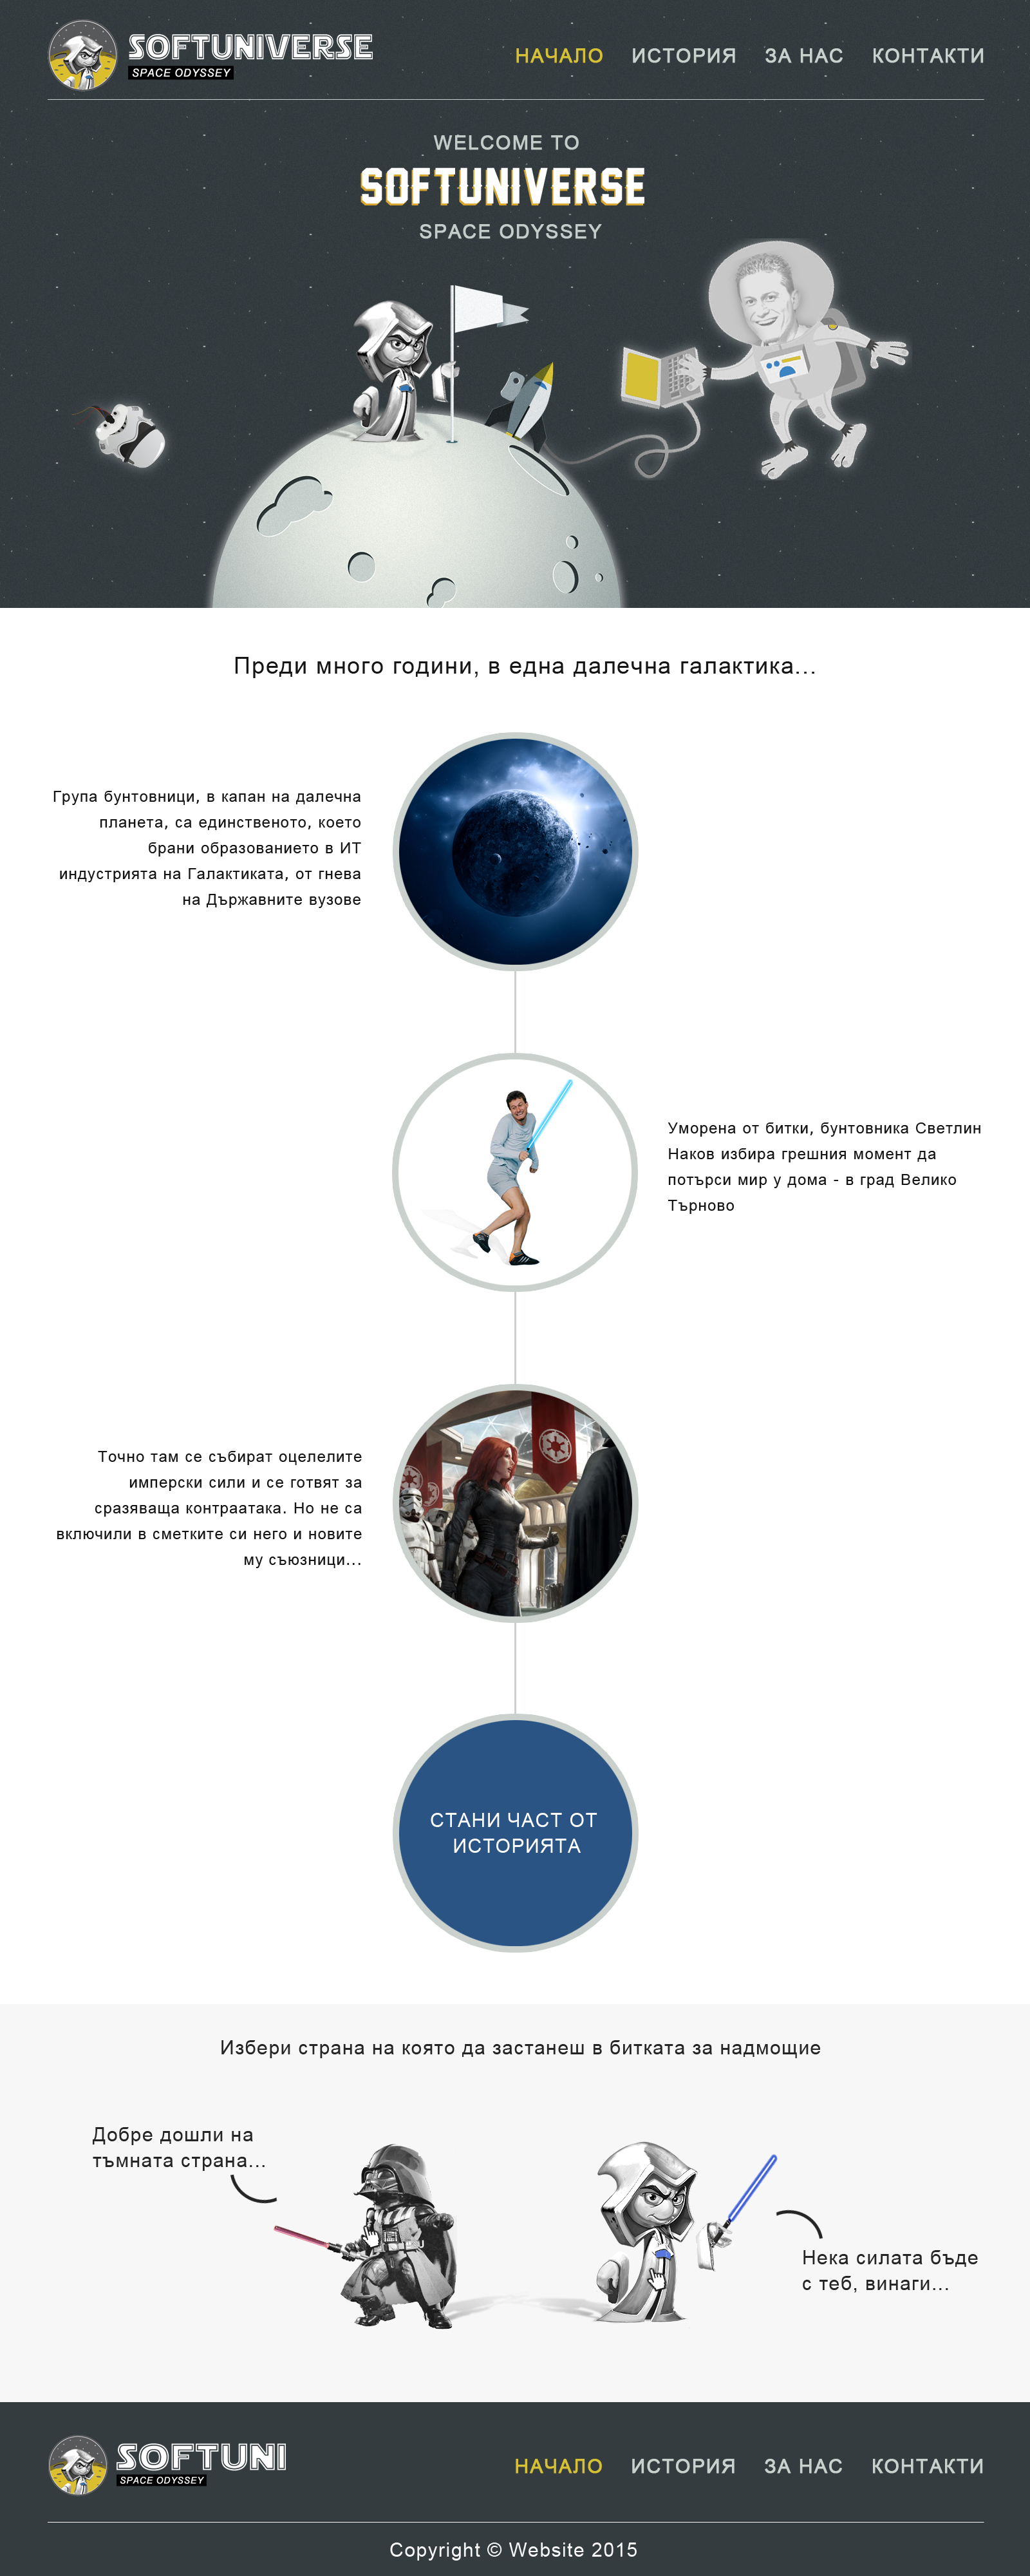 SOFTUNIVERSE
SPACE ODYSSEY
НАЧАЛО ИСТОРИЯ ЗА НАС КОНТАКТИ
WELCOME TO
SOFTUNIVERSE
SPACE ODYSSEY
Преди много години, в една далечна галактика...
Група бунтовници, в капан на далечна
планета, са единственото, което
брани образованието в ИТ
индустрията на Галактиката, от гнева
на Държавните вузове
Уморена от битки, бунтовника Светлин
Наков избира грешния момент да
потърси мир у дома - в град Велико
Търново
Точно там се събират оцелелите
имперски сили и се готвят за
сразяваща контраатака. Но не са
включили в сметките си него и новите
му съюзници...
СТАНИ ЧАСТ ОТ
ИСТОРИЯТА
Избери страна на която да застанеш в битката за надмощие
Добре дошли на
тъмната страна...
Нека силата бъде
с теб, винаги...
SOFTUNI
SPACE ODYSSEY
НАЧАЛО ИСТОРИЯ ЗА НАС КОНТАКТИ
Copyright © Website 2015